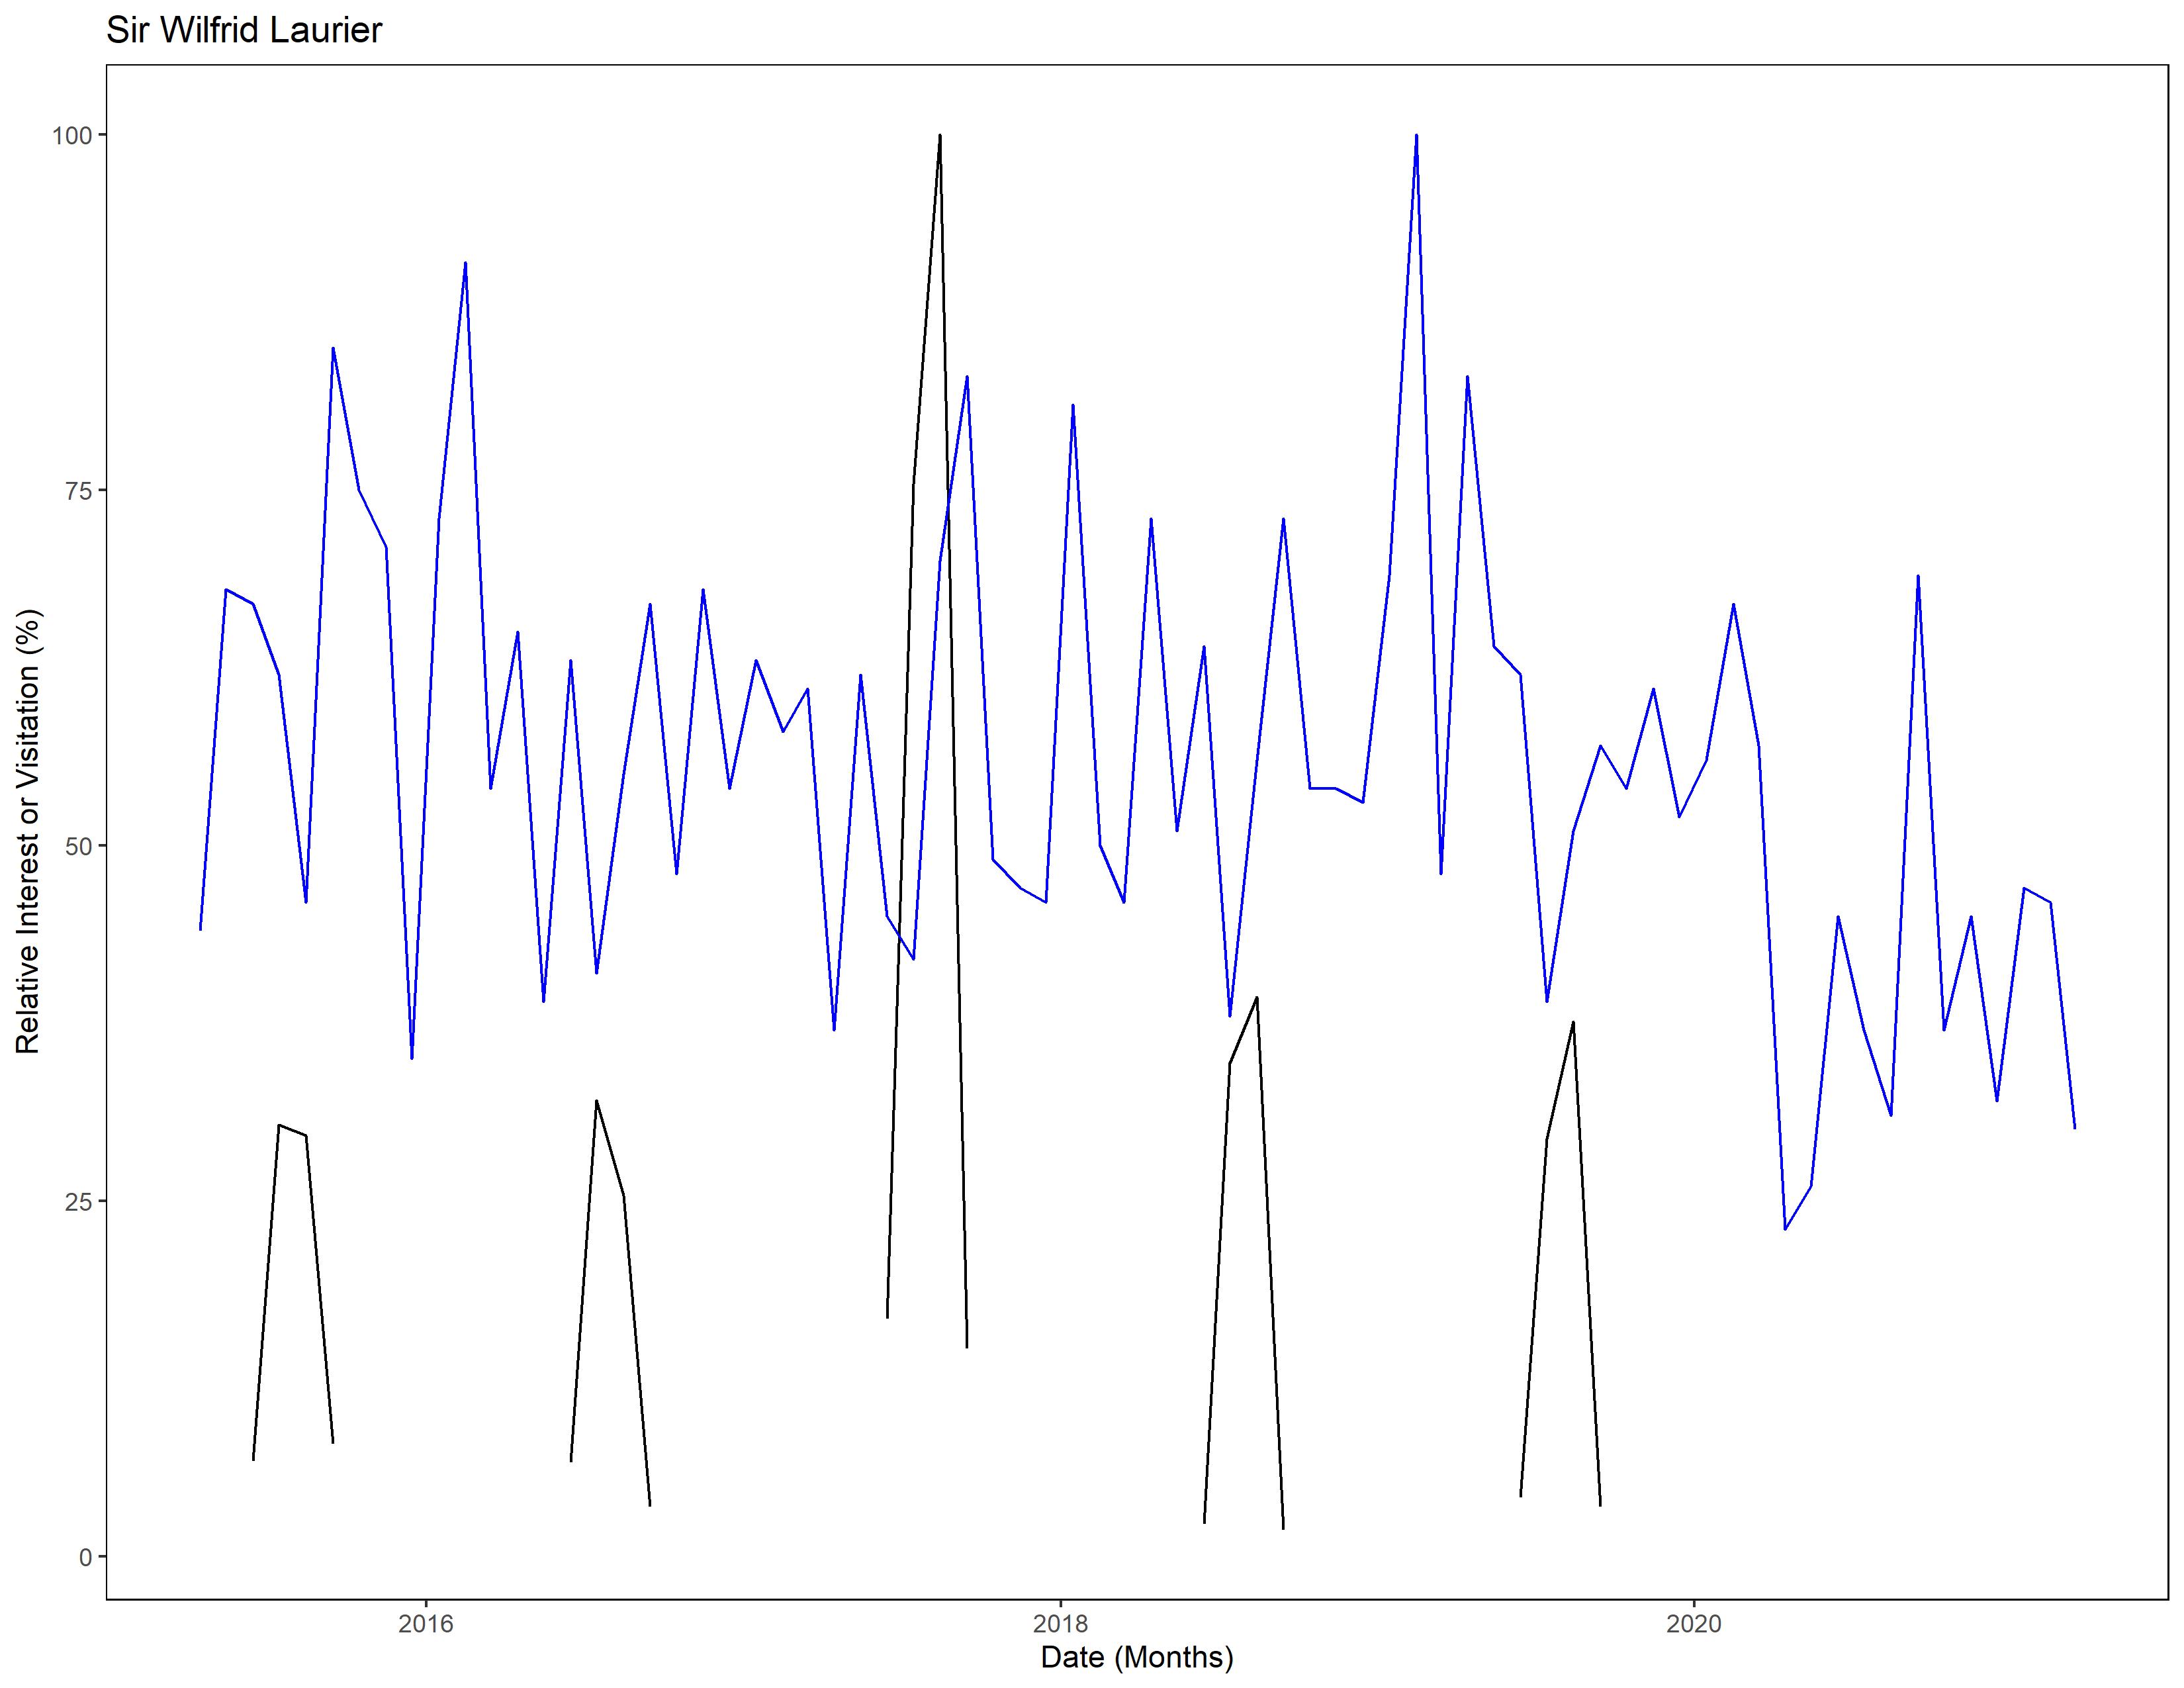 Sir Wilfrid Laurier
100
75
50
25
0
Relative Interest or Visitation (%)
2016
2018
2020
Date (Months)